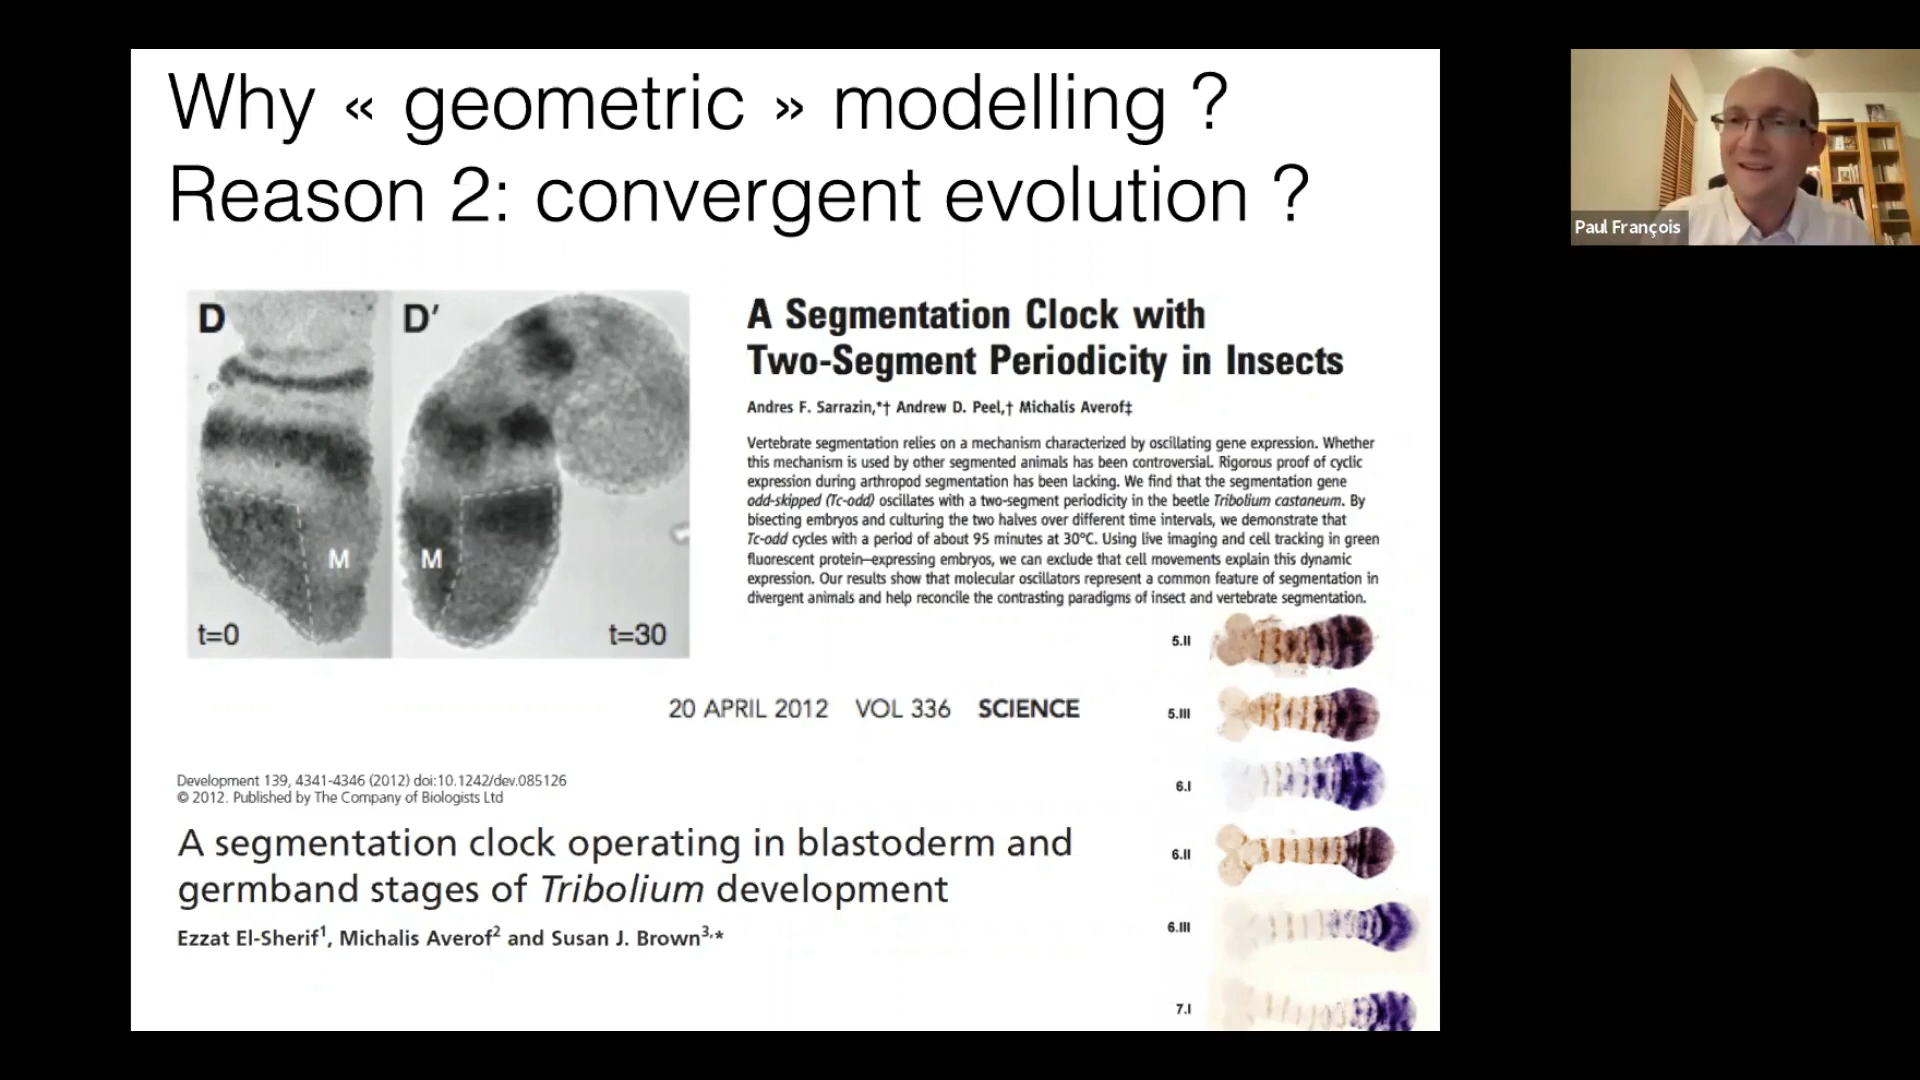 Why « geometric » modelling ?
Reason 2: convergent evolution ?
Paul François
D
D′
M
M
t=0
t=30
A Segmentation Clock with
Two-Segment Periodicity in Insects
Andres F. Sarrazin,*† Andrew D. Peel,† Michalis Averof‡
Vertebrate segmentation relies on a mechanism characterized by oscillating gene expression. Whether
this mechanism is used by other segmented animals has been controversial. Rigorous proof of cyclic
expression during arthropod segmentation has been lacking. We find that the segmentation gene
odd-skipped (Tc-odd) oscillates with a two-segment periodicity in the beetle Tribolium castaneum. By
bisecting embryos and culturing the two halves over different time intervals, we demonstrate that
Tc-odd cycles with a period of about 95 minutes at 30°C. Using live imaging and cell tracking in green
fluorescent protein–expressing embryos, we can exclude that cell movements explain this dynamic
expression. Our results show that molecular oscillators represent a common feature of segmentation in
divergent animals and help reconcile the contrasting paradigms of insect and vertebrate segmentation.
20 APRIL 2012 VOL 336 SCIENCE
5.II
5.III
6.I
6.II
6.III
7.I
Development 139, 4341-4346 (2012) doi:10.1242/dev.085126
© 2012. Published by The Company of Biologists Ltd
A segmentation clock operating in blastoderm and
germband stages of Tribolium development
Ezzat El-Sherif1, Michalis Averof2 and Susan J. Brown3,*